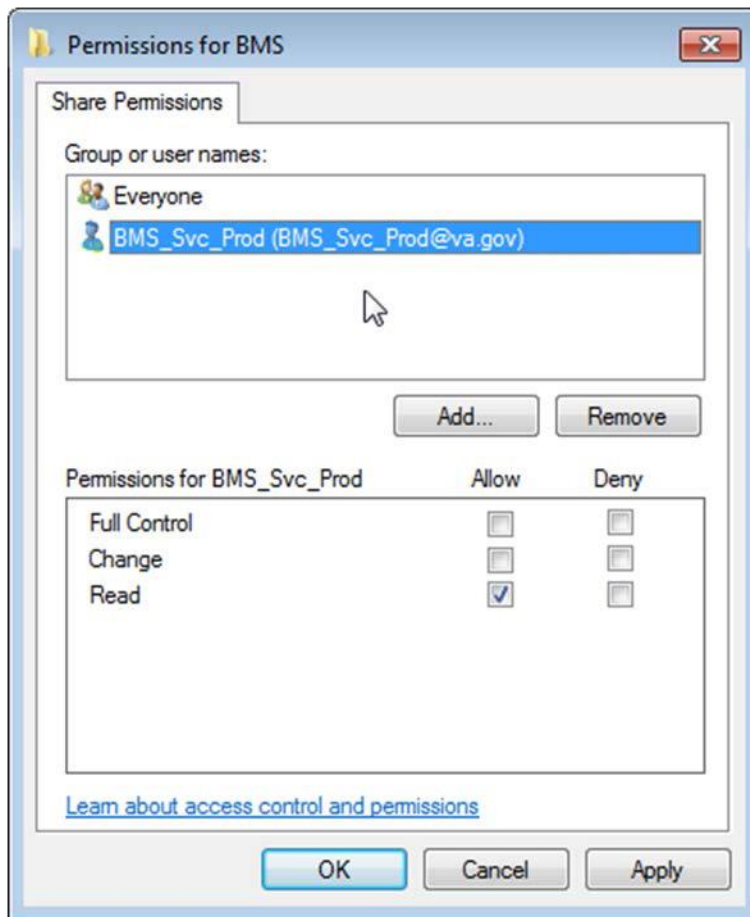 Permissions for BMS
Share Permissions
Group or user names:
Everyone
BMS_Svc_Prod (BMS_Svc_Prod@va.gov)
Add... Remove
Permissions for BMS_Svc_Prod Allow Deny
Full Control
Change
Read
Learn about access control and permissions
OK Cancel Apply